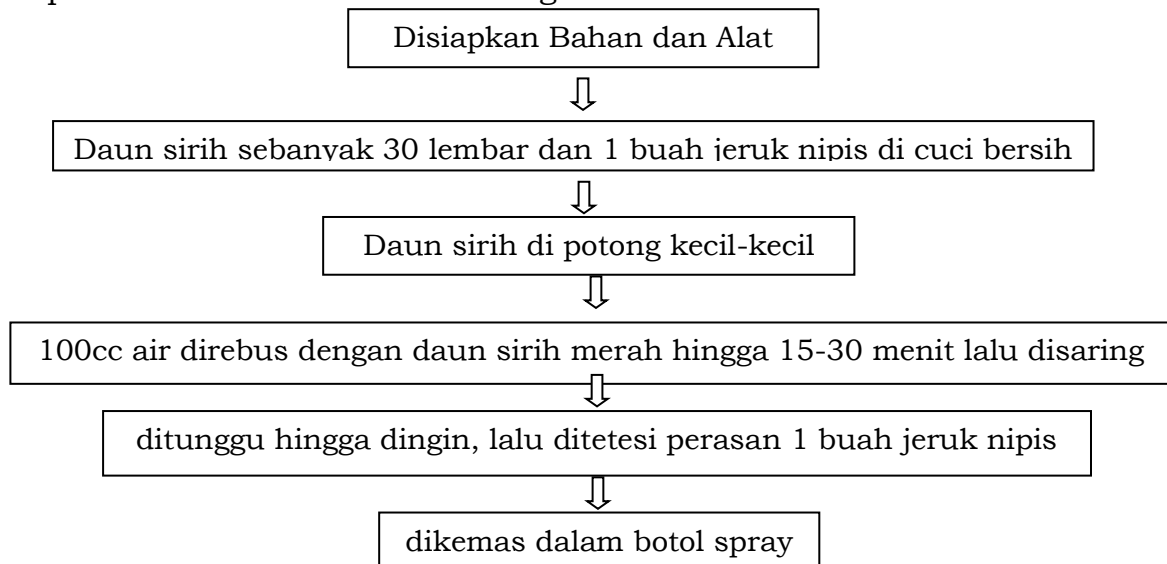 Disiapkan Bahan dan Alat
Daun sirih sebanyak 30 lembar dan 1 buah jeruk nipis di cuci bersih
Daun sirih di potong kecil-kecil
100cc air direbus dengan daun sirih merah hingga 15-30 menit lalu disaring
ditunggu hingga dingin, lalu ditetesi perasan 1 buah jeruk nipis
dikemas dalam botol spray